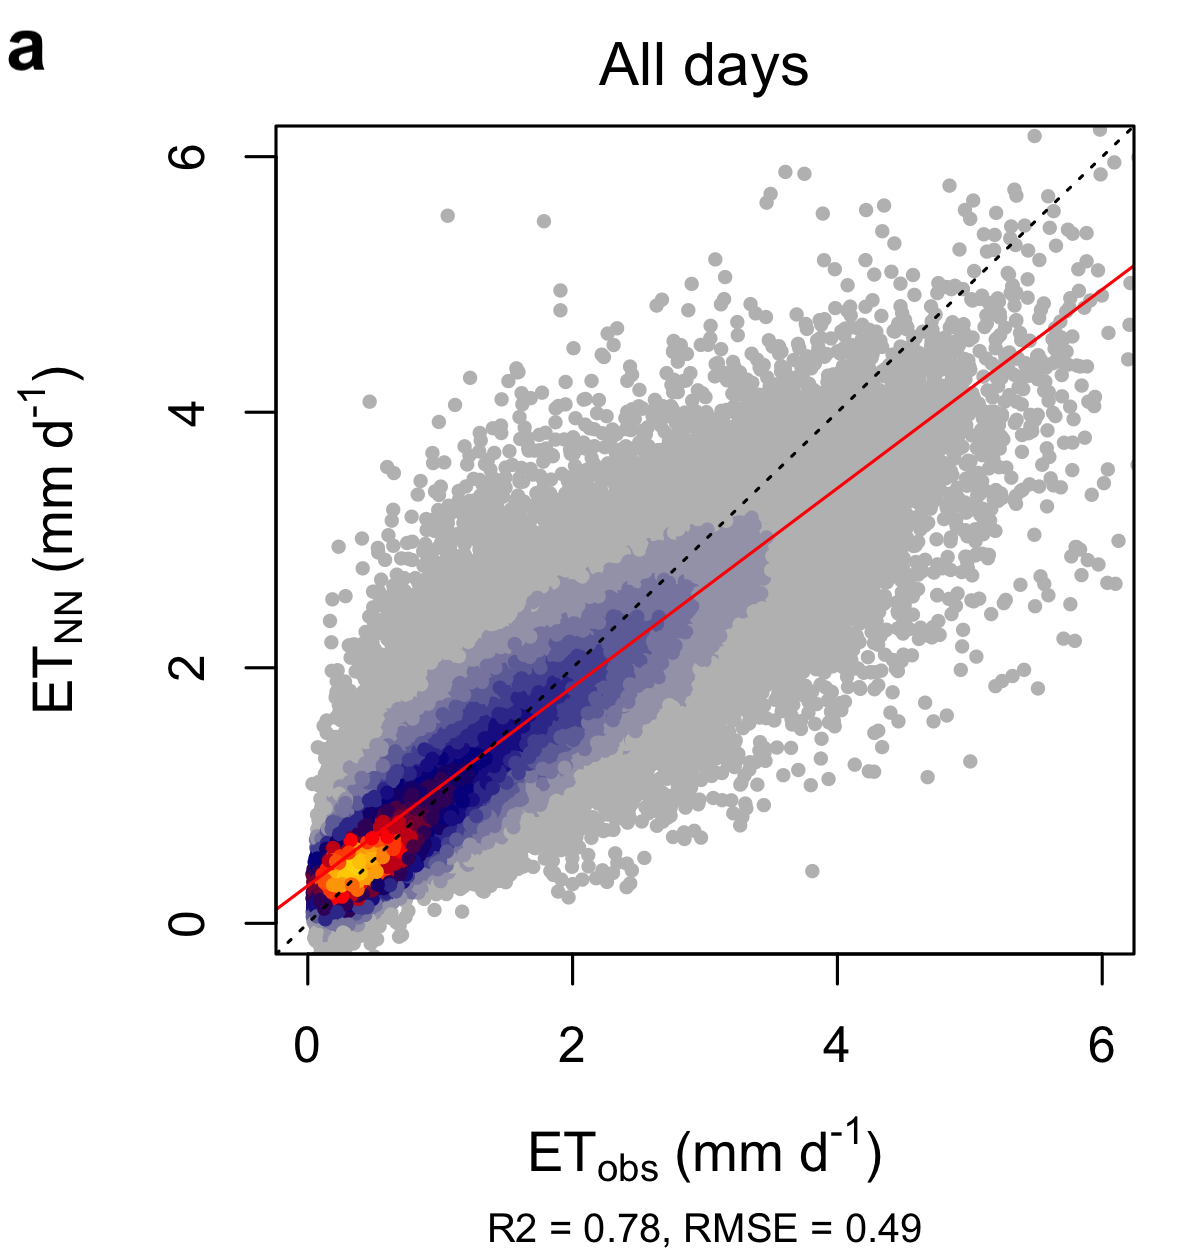 a
All days
ET_NN (mm d^-1)
6
4
2
0
0 2 4 6
ET_obs (mm d^-1)
R2 = 0.78, RMSE = 0.49